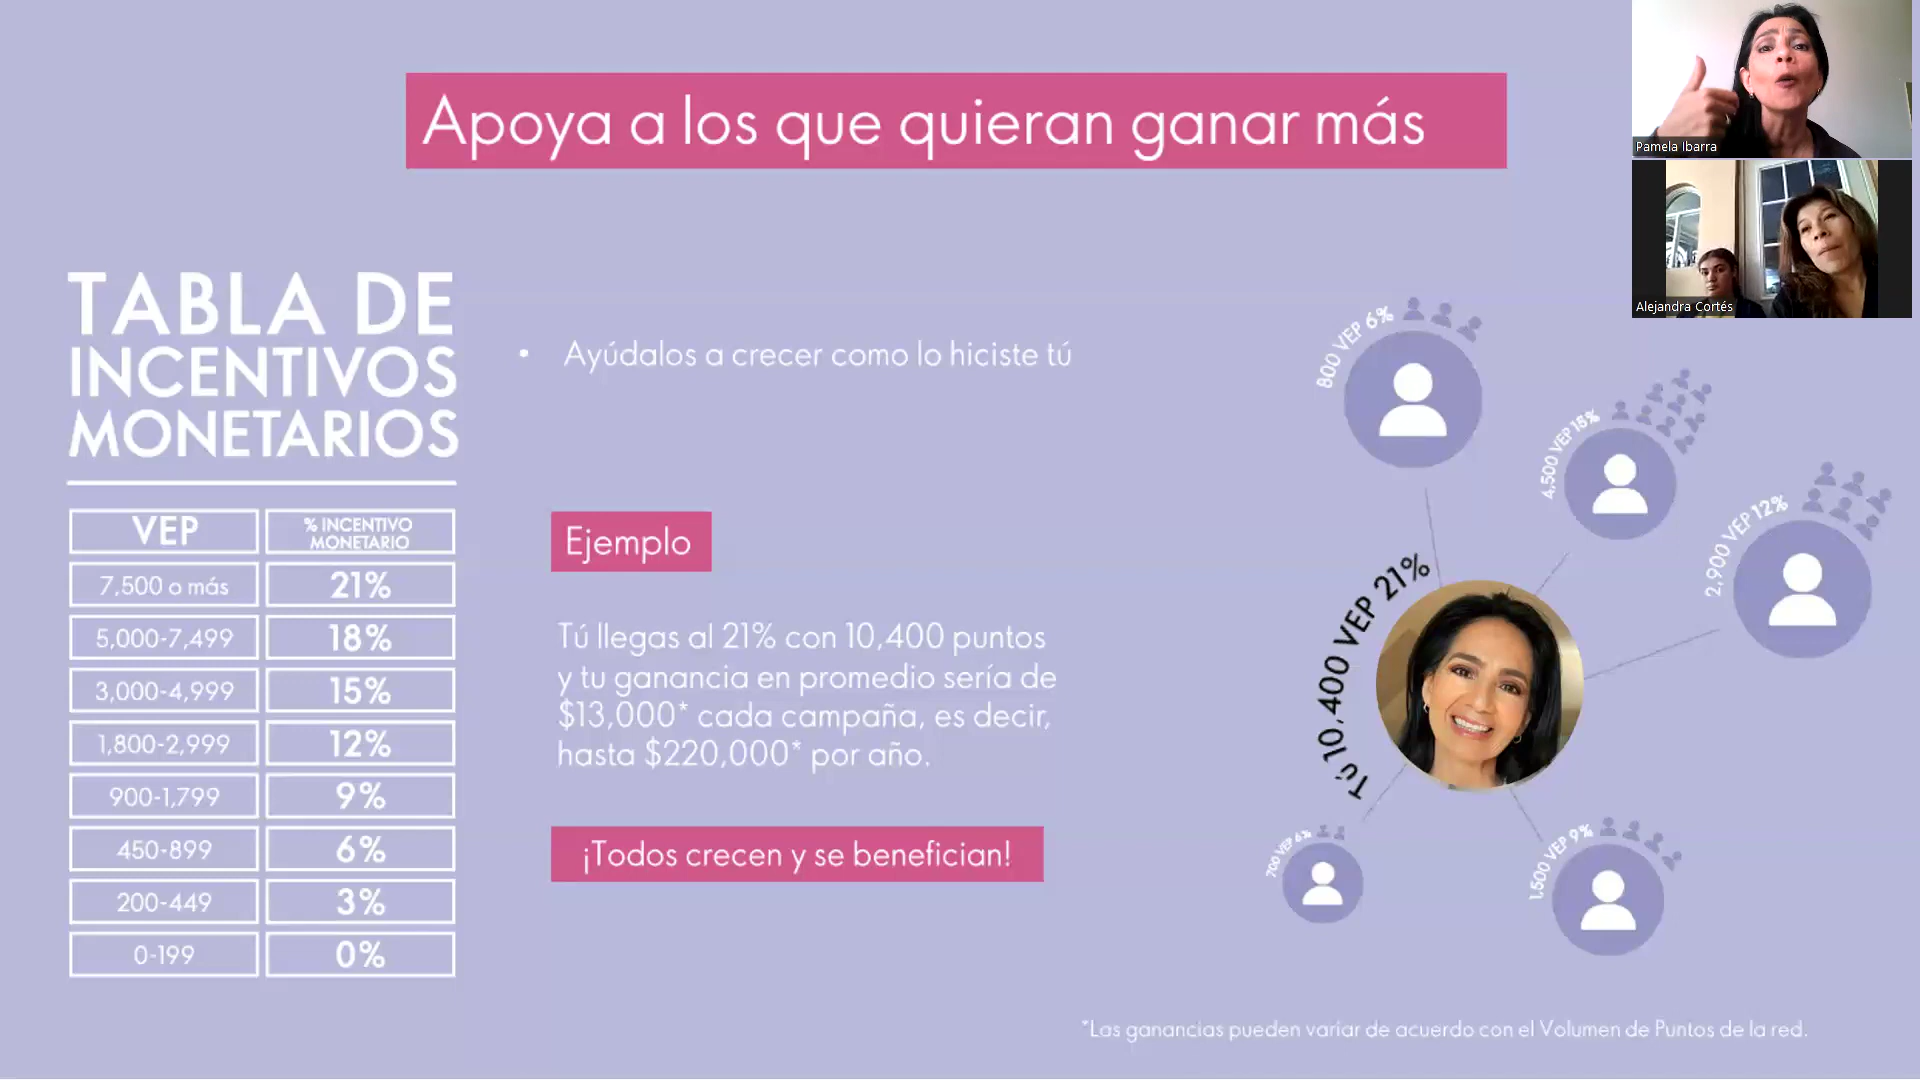 Apoya a los que quieran ganar más
Pamela Ibarra
Alejandra Cortés
TABLA DE
INCENTIVOS
MONETARIOS
VEP
% INCENTIVO
MONETARIO
7,500 o más
21%
5,000-7,499
18%
3,000-4,999
15%
1,800-2,999
12%
900-1,799
9%
450-899
6%
200-449
3%
0-199
0%
• Ayúdalos a crecer como lo hiciste tú
Ejemplo
Tú llegas al 21% con 10,400 puntos
y tu ganancia en promedio sería de
$13,000* cada campaña, es decir,
hasta $220,000* por año.
¡Todos crecen y se benefician!
800 VEP 6%
4,500 VEP 15%
2,900 VEP 12%
Tú 10,400 VEP 21%
700 VEP 6%
1,500 VEP 9%
*Las ganancias pueden variar de acuerdo con el Volumen de Puntos de la red.